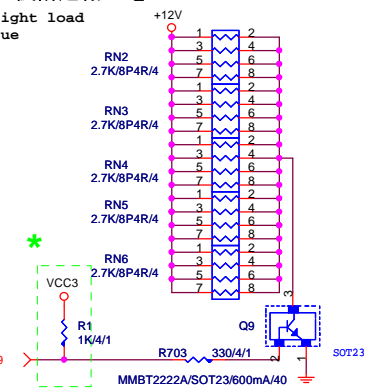 ight load
ue
+12V
1 2
3 4
RN2
5 6
2.7K/8P4R/4
7 8
1 2
3 4
RN3
5 6
2.7K/8P4R/4
7 8
1 2
3 4
RN4
5 6
2.7K/8P4R/4
7 8
1 2
RN5
3 4
2.7K/8P4R/4
5 6
7 8
*
1 2
RN6
3 4
2.7K/8P4R/4
5 6
VCC3
7 8
3
R1
1K/4/1
Q9
SOT23
9
R703 330/4/1
2
1
MMBT2222A/SOT23/600mA/40